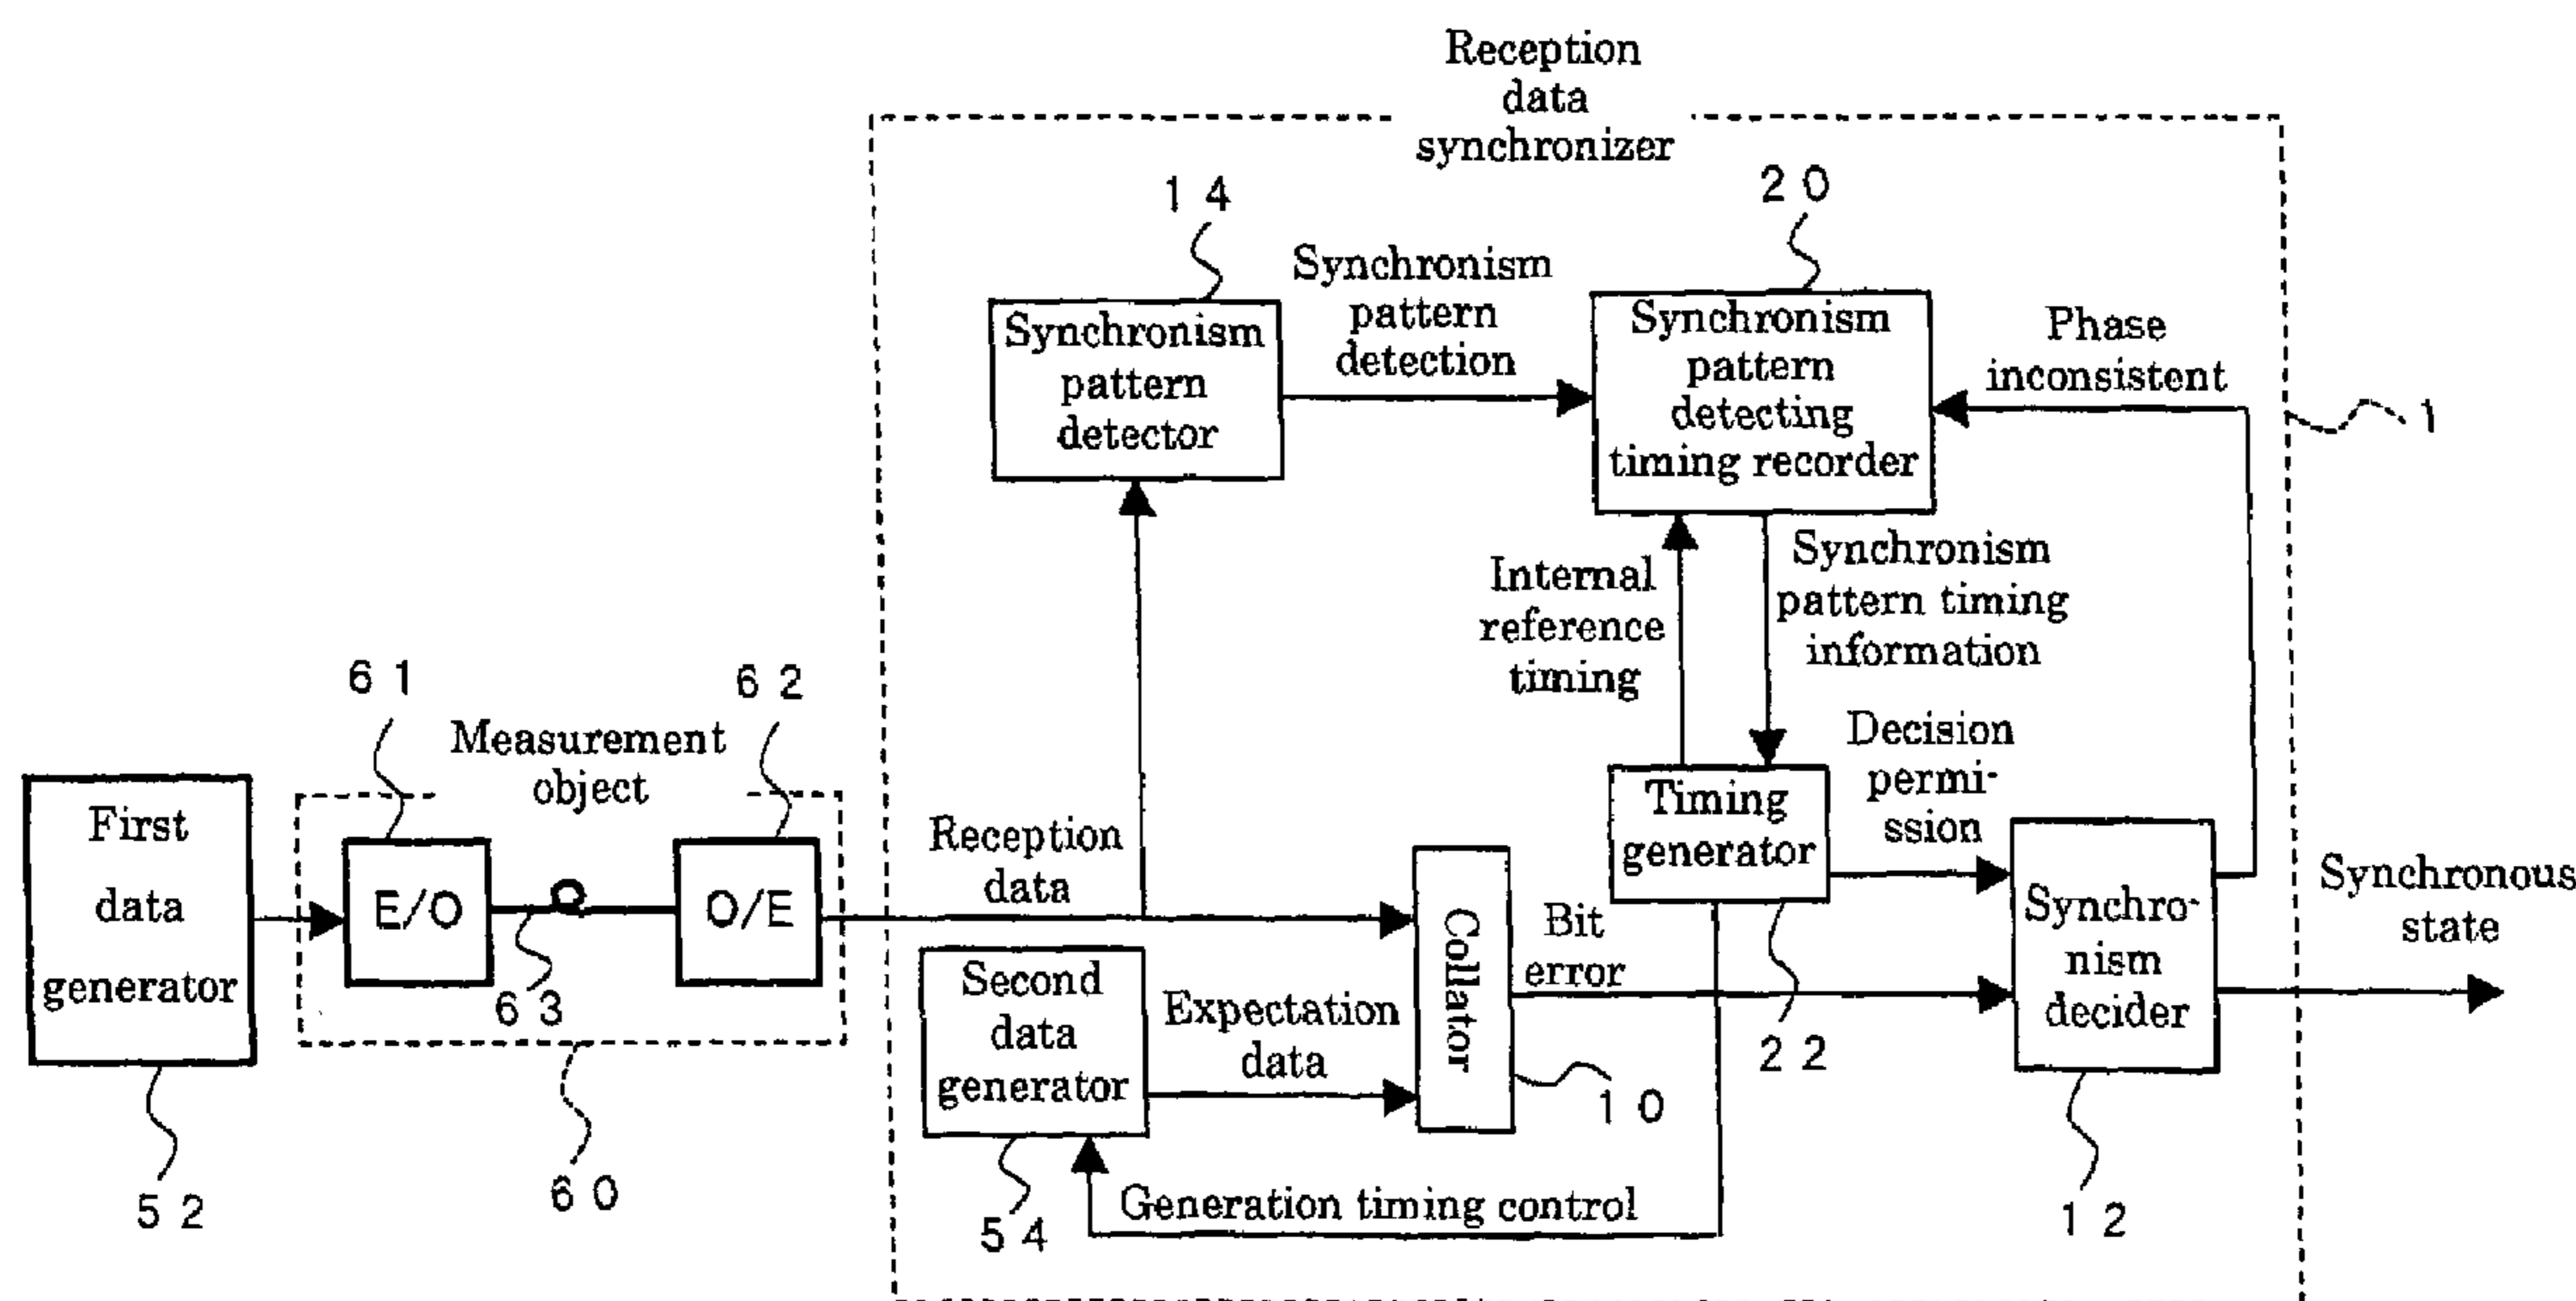 Reception
data
synchronizer
1 4
2 0
Synchronism
pattern
detector
Synchronism
pattern
detection
Synchronism
pattern
detecting
timing recorder
Phase
inconsistent
1
Internal
reference
timing
Synchronism
pattern timing
information
6 1
6 2
Measurement
object
First
data
generator
E/O
O/E
6 3
5 2
6 0
Reception
data
Second
data
generator
Expectation
data
5 4
Collator
Bit
error
1 0
Timing
generator
2 2
Decision
permi-
ssion
Synchro-
nism
decider
1 2
Synchronous
state
Generation timing control